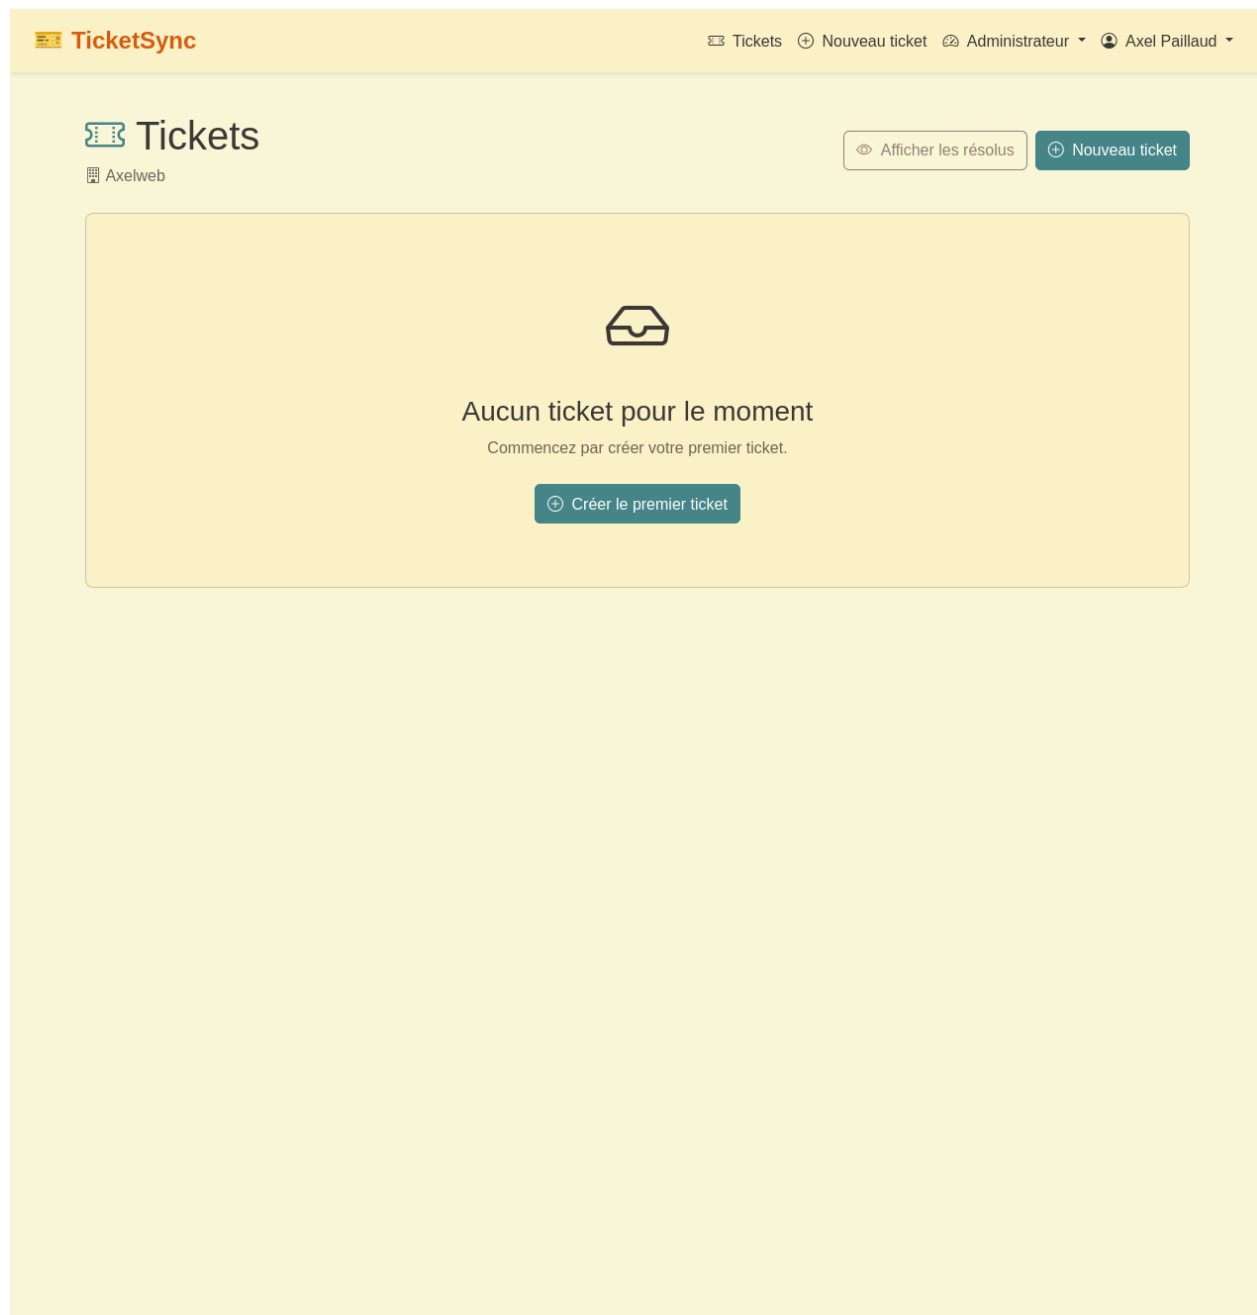 TicketSync
Tickets
Nouveau ticket
Administrateur
Axel Paillaud
Tickets
Axelweb
Afficher les résolus
Nouveau ticket
Aucun ticket pour le moment
Commencez par créer votre premier ticket.
Créer le premier ticket